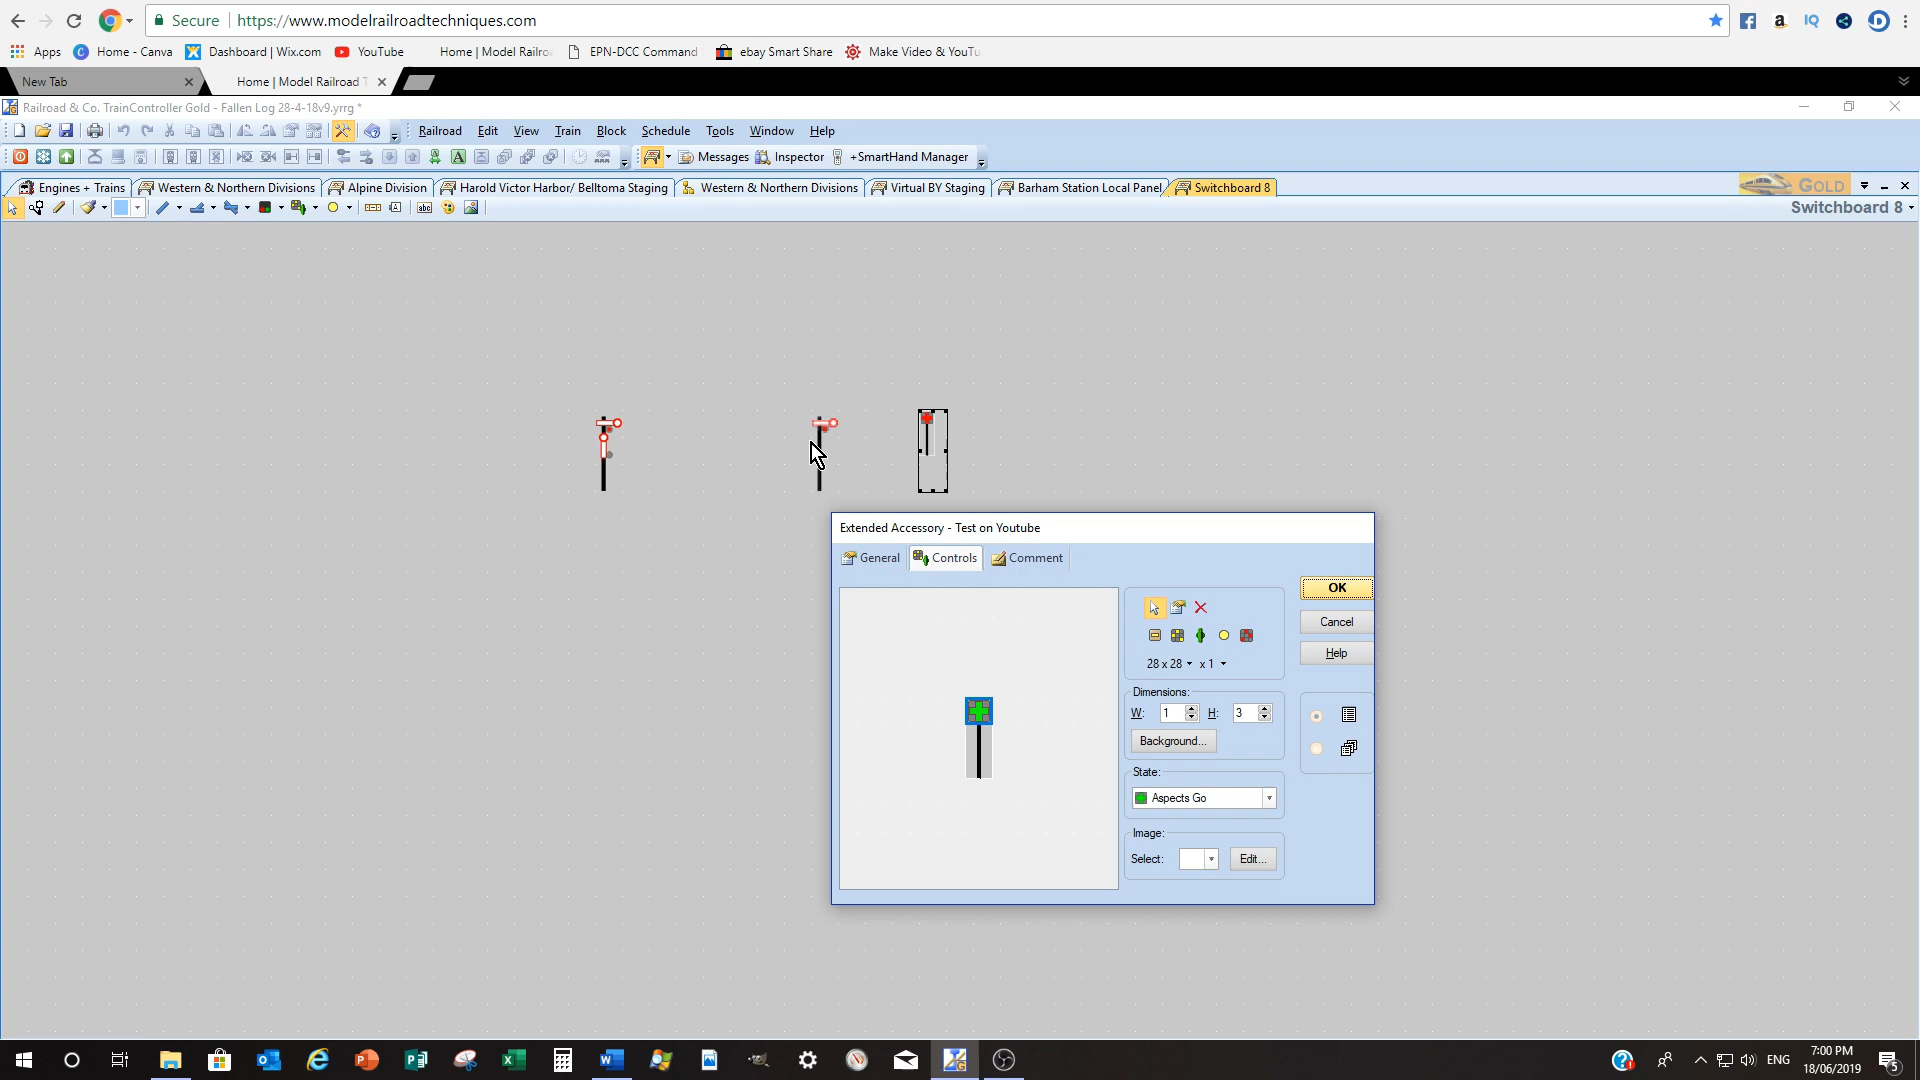 Secure https://www.modelrailroadtechniques.com
Apps Home - Canva Dashboard | Wix.com YouTube Home | Model Railro EPN-DCC Command ebay Smart Share Make Video & YouTu
New Tab Home | Model Railroad T
Railroad & Co. TrainController Gold - Fallen Log 28-4-18v9.yrrg *
Railroad Edit View Train Block Schedule Tools Window Help
Messages Inspector +SmartHand Manager
Engines + Trains Western & Northern Divisions Alpine Division Harold Victor Harbor/ Belltoma Staging Western & Northern Divisions Virtual BY Staging Barham Station Local Panel Switchboard 8 GOLD
abc Switchboard 8
Extended Accessory - Test on Youtube
General Controls Comment
OK
Cancel
Help
28 x 28 x 1
Dimensions:
W: 1 H: 3
Background...
State:
Aspects Go
Image:
Select: Edit...
ENG 7:00 PM
18/06/2019
5